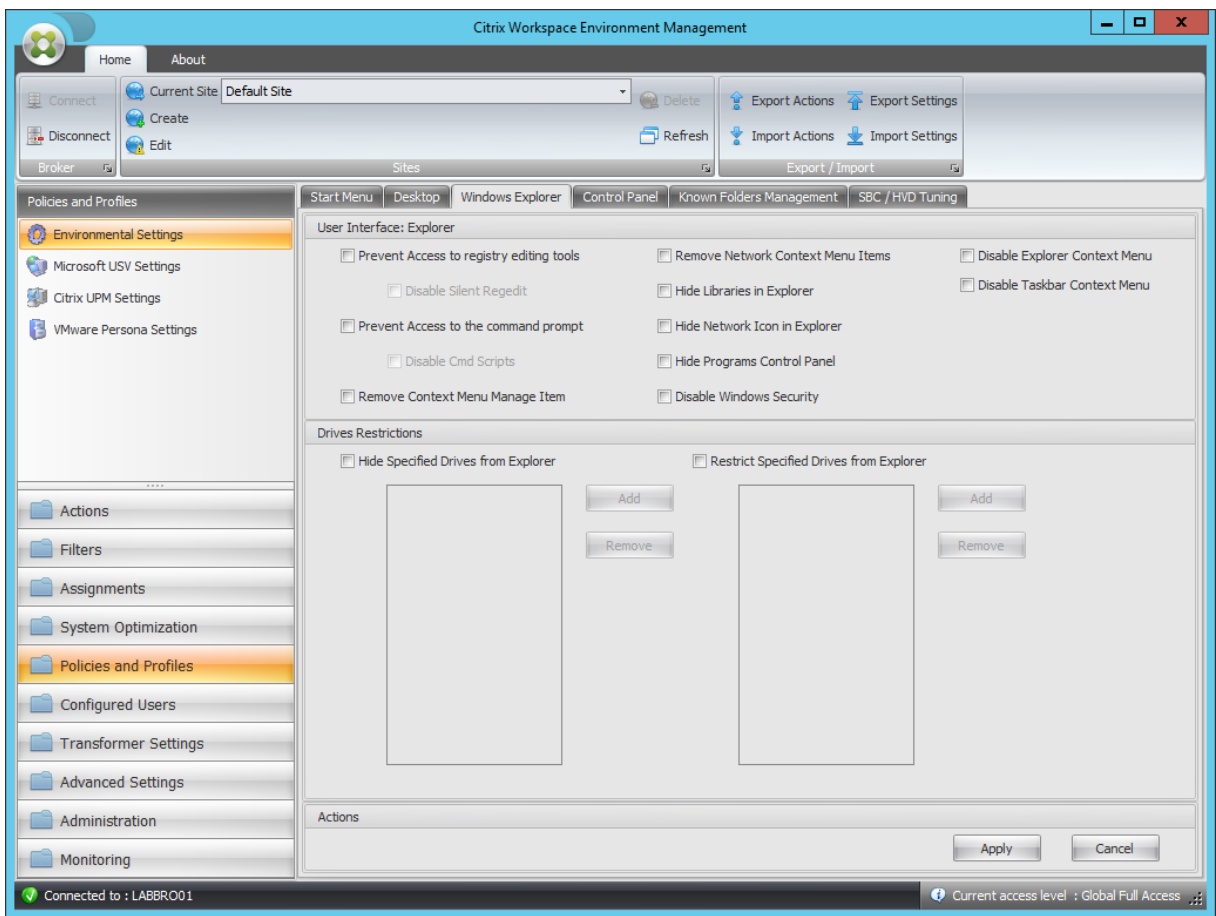 Citrix Workspace Environment Management
Home About
Connect
Disconnect
Broker
Current Site Default Site
Create
Edit
Delete
Refresh
Sites
Export Actions Export Settings
Import Actions Import Settings
Export / Import
Policies and Profiles
Environmental Settings
Microsoft USV Settings
Citrix UPM Settings
VMware Persona Settings
Actions
Filters
Assignments
System Optimization
Policies and Profiles
Configured Users
Transformer Settings
Advanced Settings
Administration
Monitoring
Start Menu Desktop Windows Explorer Control Panel Known Folders Management SBC / HVD Tuning
User Interface: Explorer
Prevent Access to registry editing tools Remove Network Context Menu Items Disable Explorer Context Menu
Disable Silent Regedit Hide Libraries in Explorer Disable Taskbar Context Menu
Prevent Access to the command prompt Hide Network Icon in Explorer
Disable Cmd Scripts Hide Programs Control Panel
Remove Context Menu Manage Item Disable Windows Security
Drives Restrictions
Hide Specified Drives from Explorer Restrict Specified Drives from Explorer
Add Add
Remove Remove
Actions
Apply Cancel
Connected to : LABBRO01 Current access level : Global Full Access